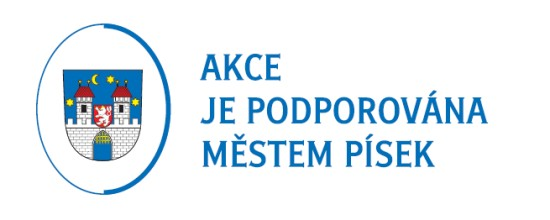 AKCE
JE PODPOROVÁNA
MĚSTEM PÍSEK